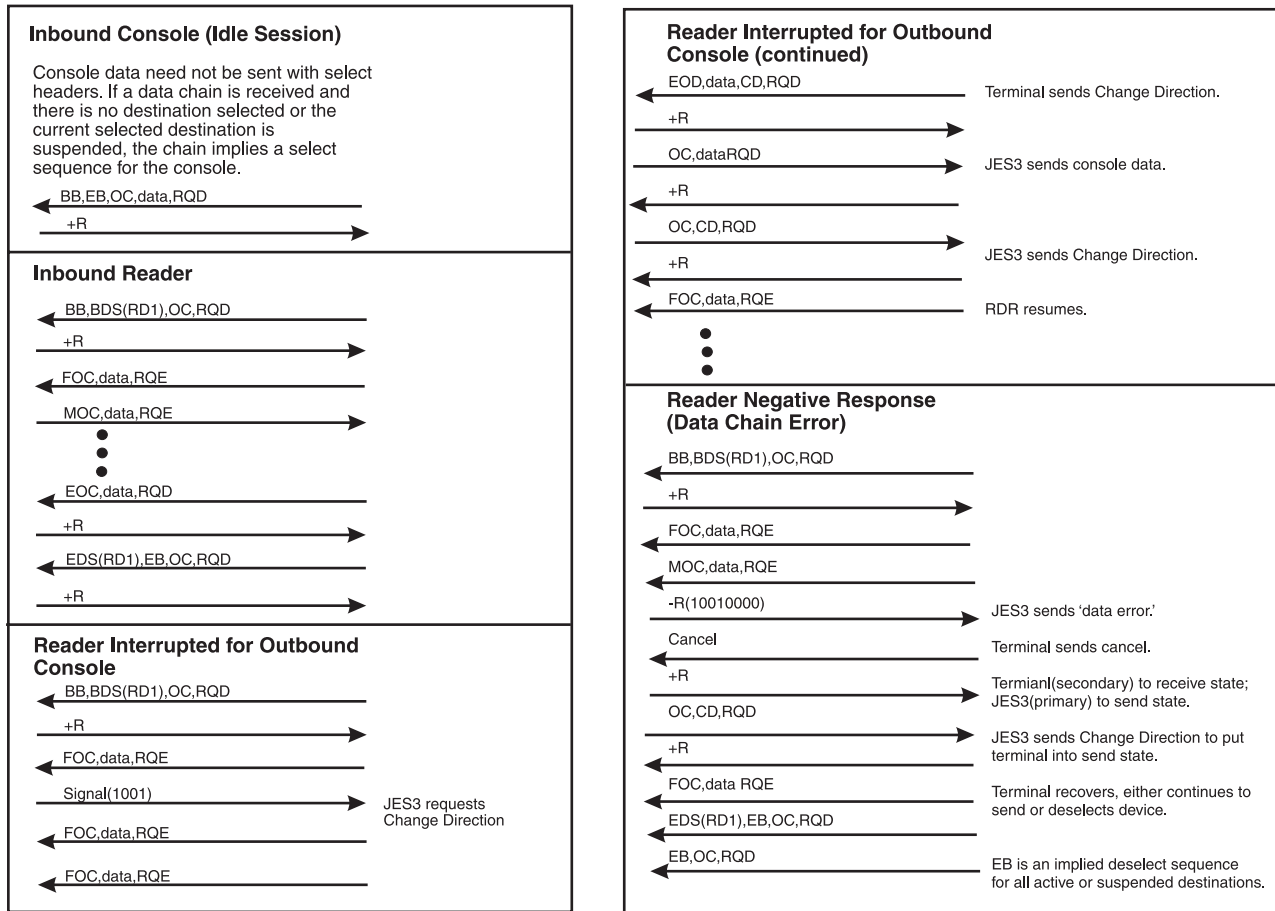 Inbound Console (Idle Session)
Console data need not be sent with select
headers. If a data chain is received and
there is no destination selected or the
current selected destination is
suspended, the chain implies a select
sequence for the console.
BB,EB,OC,data,RQD
+R
Inbound Reader
BB,BDS(RD1),OC,RQD
+R
FOC,data,RQE
MOC,data,RQE
EOC,data,RQD
+R
EDS(RD1),EB,OC,RQD
+R
Reader Interrupted for Outbound
Console
BB,BDS(RD1),OC,RQD
+R
FOC,data,RQE
Signal(1001)
JES3 requests
Change Direction
FOC,data,RQE
FOC,data,RQE
Reader Interrupted for Outbound
Console (continued)
EOD,data,CD,RQD
Terminal sends Change Direction.
+R
OC,dataRQD
JES3 sends console data.
+R
OC,CD,RQD
JES3 sends Change Direction.
+R
FOC,data,RQE
RDR resumes.
Reader Negative Response
(Data Chain Error)
BB,BDS(RD1),OC,RQD
+R
FOC,data,RQE
MOC,data,RQE
-R(10010000)
JES3 sends ‘data error.’
Cancel
Terminal sends cancel.
+R
Termianl(secondary) to receive state;
JES3(primary) to send state.
OC,CD,RQD
JES3 sends Change Direction to put
terminal into send state.
+R
FOC,data RQE
Terminal recovers, either continues to
send or deselects device.
EDS(RD1),EB,OC,RQD
EB,OC,RQD
EB is an implied deselect sequence
for all active or suspended destinations.